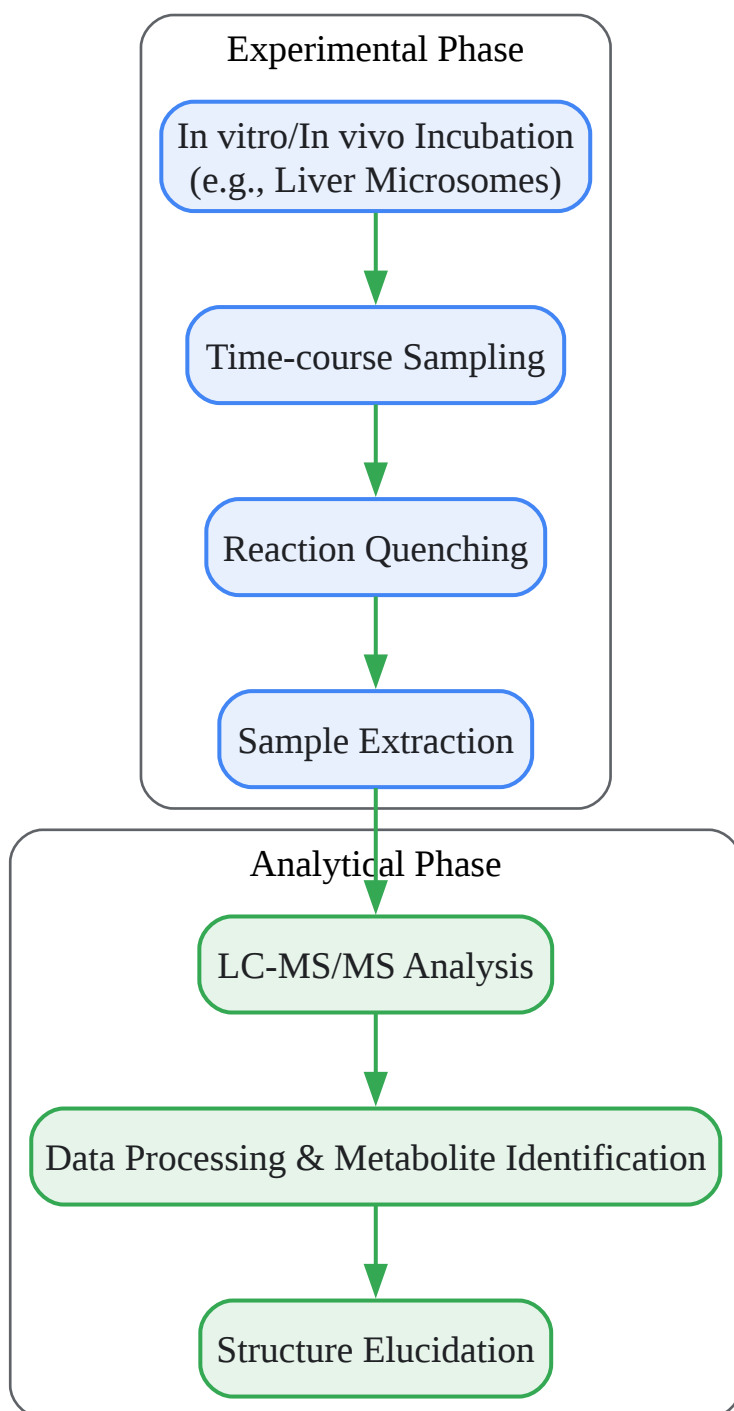 Experimental Phase
In vitro/In vivo Incubation
(e.g., Liver Microsomes)
Time-course Sampling
Reaction Quenching
Sample Extraction
Analytical Phase
LC-MS/MS Analysis
Data Processing & Metabolite Identification
Structure Elucidation